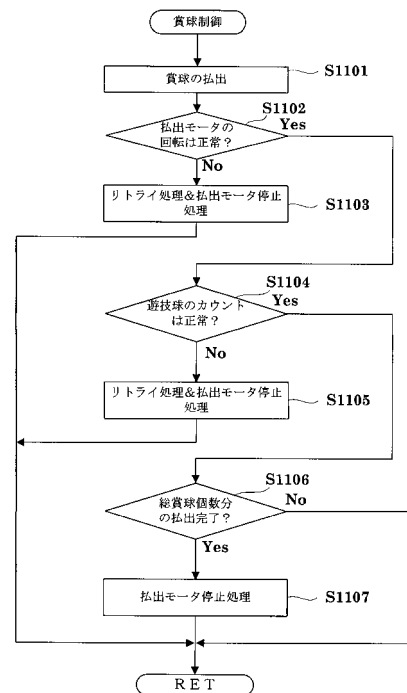 賞球制御
賞球の払出
S1101
S1102
払出モータの
回転は正常？
Yes
No
リトライ処理＆払出モータ停止
処理
S1103
S1104
遊技球のカウント
は正常？
Yes
No
リトライ処理＆払出モータ停止
処理
S1105
S1106
総賞球個数分
の払出完了？
No
Yes
払出モータ停止処理
S1107
ＲＥＴ